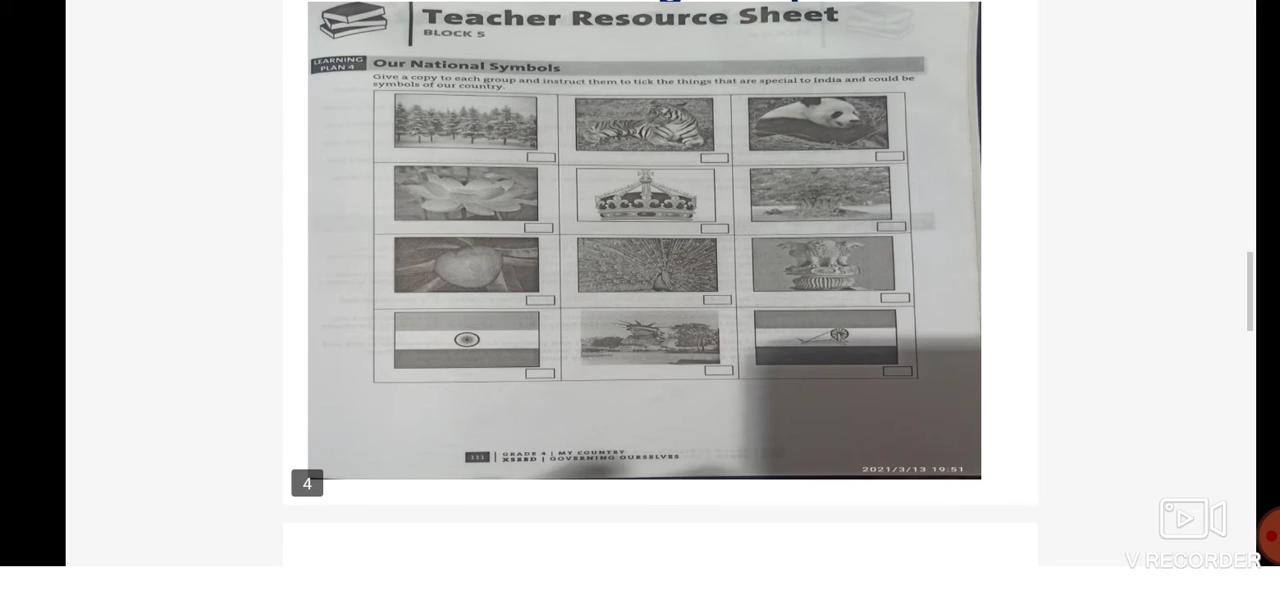 Teacher Resource Sheet
BLOCK 5
LEARNING
PLAN 4
Our National Symbols
Give a copy to each group and instruct them to tick the things that are special to India and could be
symbols of our country.
111
GRADE 4 | MY COUNTRY
XSEED | GOVERNING OURSELVES
2021/3/13 19:51
4
V RECORDER